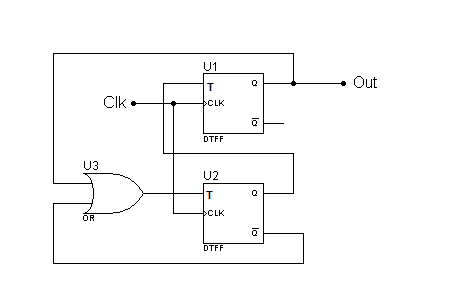 U1
T Q
Clk CLK Out
Q
DTFF
U3
U2
T Q
CLK
OR
Q
DTFF